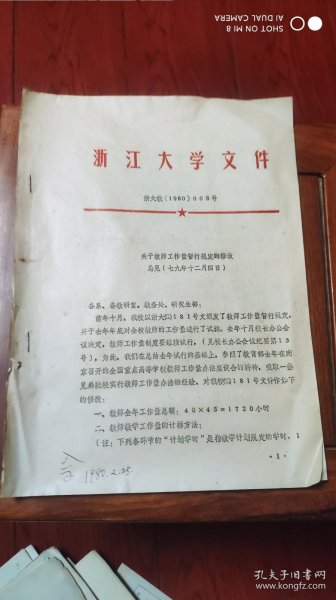 SHOT ON MI 8
AI DUAL CAMERA
浙江大学文件
浙大教(1980)008号
关于教师工作量暂行规定的修改
意见(七九年十二月四日)
各系、各教研室、教务处、研究生部:
前年十月,我校以浙大181号文颁发了教师工作量暂行规定,
关于去年年底对全校教师的工作量进行了试算。去年十月校长办公会
议决定,教师工作量制度要继续试行。(见校长办公会议纪要第13
号)。为此,我们在总结去年试行的基础上,参照了教育部去年在南
京召开的全国重点高等学校教师工作量办法座谈会的精神,吸取一些
兄弟院校实行教师工作量办法的经验,对我校181号文件作如下
的修改:
一、教师全年工作量总额:40×43=1720小时
二、教师教学工作量的计标方法:
(注:下列各环节的“计划学时”是指教学计划规定的学时。1
·1·
1980.2.25.
孔夫子旧书网